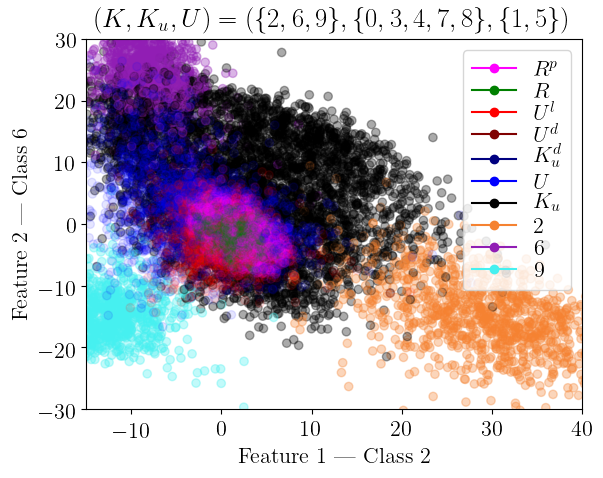 (K, K_u, U) = ({2, 6, 9}, {0, 3, 4, 7, 8}, {1, 5})
30
20
10
0
−10
−20
−30
Feature 2 — Class 6
R^p
R
U^l
U^d
K_u^d
U
K_u
2
6
9
−10
0
10
20
30
40
Feature 1 — Class 2